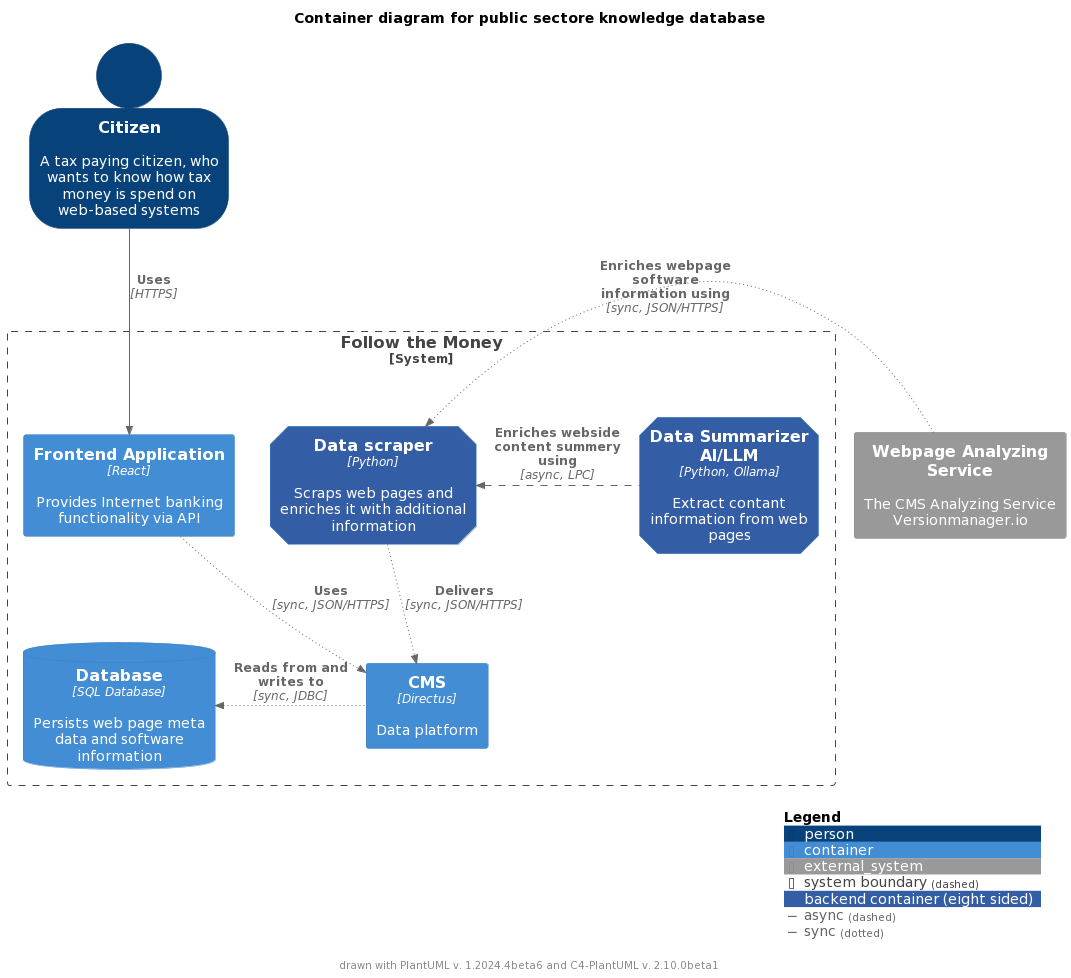 Container diagram for public sectore knowledge database
Citizen
A tax paying citizen, who
wants to know how tax
money is spend on
web-based systems
Uses
[HTTPS]
Enriches webpage
software
information using
[sync, JSON/HTTPS]
Follow the Money
[System]
Frontend Application
[React]
Provides Internet banking
functionality via API
Data scraper
[Python]
Scraps web pages and
enriches it with additional
information
Enriches webside
content summery
using
[async, LPC]
Data Summarizer
AI/LLM
[Python, Ollama]
Extract contant
information from web
pages
Webpage Analyzing
Service
The CMS Analyzing Service
Versionmanager.io
Uses
[sync, JSON/HTTPS]
Delivers
[sync, JSON/HTTPS]
Database
[SQL Database]
Persists web page meta
data and software
information
Reads from and
writes to
[sync, JDBC]
CMS
[Directus]
Data platform
Legend
person
container
external_system
system boundary (dashed)
backend container (eight sided)
async (dashed)
sync (dotted)
drawn with PlantUML v. 1.2024.4beta6 and C4-PlantUML v. 2.10.0beta1